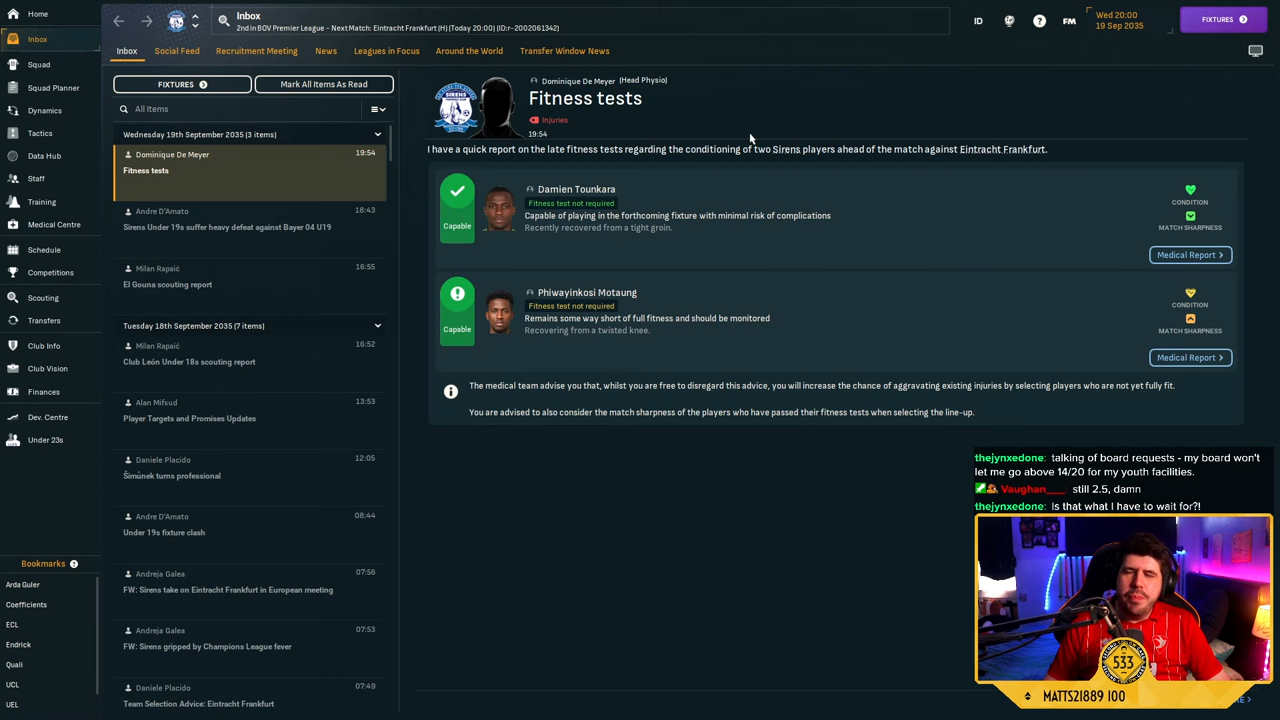 Home
Inbox
Squad
Squad Planner
Dynamics
Tactics
Data Hub
Staff
Training
Medical Centre
Schedule
Competitions
Scouting
Transfers
Club Info
Club Vision
Finances
Dev. Centre
Under 23s
Bookmarks
Arda Guler
Coefficients
ECL
Endrick
Quali
UCL
UEL
Inbox
2nd in BOV Premier League - Next Match: Eintracht Frankfurt (H) (Today 20:00) (ID:r-2002061342)
ID
FM
Wed 20:00
19 Sep 2035
FIXTURES
Inbox Social Feed Recruitment Meeting News Leagues in Focus Around the World Transfer Window News
FIXTURES
Mark All Items As Read
All Items
Wednesday 19th September 2035 (3 items)
Dominique De Meyer 19:54
Fitness tests
Andre D'Amato 18:43
Sirens Under 19s suffer heavy defeat against Bayer 04 U19
Milan Rapaić 16:55
El Gouna scouting report
Tuesday 18th September 2035 (7 items)
Milan Rapaić 16:52
Club León Under 18s scouting report
Alan Mifsud 13:53
Player Targets and Promises Updates
Daniele Placido 12:05
Šimůnek turns professional
Andre D'Amato 08:44
Under 19s fixture clash
Andreja Galea 07:56
FW: Sirens take on Eintracht Frankfurt in European meeting
Andreja Galea 07:53
FW: Sirens gripped by Champions League fever
Daniele Placido 07:49
Team Selection Advice: Eintracht Frankfurt
SIRENS
Dominique De Meyer (Head Physio)
Fitness tests
Injuries
19:54
I have a quick report on the late fitness tests regarding the conditioning of two Sirens players ahead of the match against Eintracht Frankfurt.
Capable
Damien Tounkara
Fitness test not required
Capable of playing in the forthcoming fixture with minimal risk of complications
Recently recovered from a tight groin.
CONDITION
MATCH SHARPNESS
Medical Report
Capable
Phiwayinkosi Motaung
Fitness test not required
Remains some way short of full fitness and should be monitored
Recovering from a twisted knee.
CONDITION
MATCH SHARPNESS
Medical Report
The medical team advise you that, whilst you are free to disregard this advice, you will increase the chance of aggravating existing injuries by selecting players who are not yet fully fit.
You are advised to also consider the match sharpness of the players who have passed their fitness tests when selecting the line-up.
thejynxedone: talking of board requests - my board won't
let me go above 14/20 for my youth facilities.
Vaughan___: still 2.5, damn
thejynxedone: is that what I have to wait for?!
533
MATTS21889 100